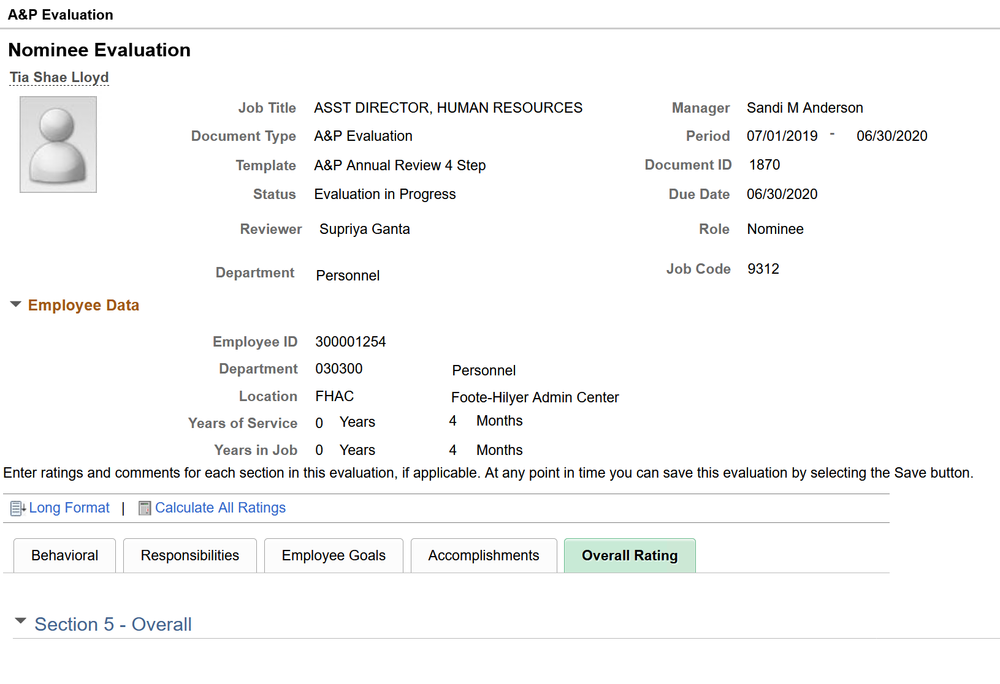 A&P Evaluation
Nominee Evaluation
Tia Shae Lloyd
Job Title ASST DIRECTOR, HUMAN RESOURCES Manager Sandi M Anderson
Document Type A&P Evaluation Period 07/01/2019 - 06/30/2020
Template A&P Annual Review 4 Step Document ID 1870
Status Evaluation in Progress Due Date 06/30/2020
Reviewer Supriya Ganta Role Nominee
Department Personnel Job Code 9312
Employee Data
Employee ID 300001254
Department 030300 Personnel
Location FHAC Foote-Hilyer Admin Center
Years of Service 0 Years 4 Months
Years in Job 0 Years 4 Months
Enter ratings and comments for each section in this evaluation, if applicable. At any point in time you can save this evaluation by selecting the Save button.
Long Format | Calculate All Ratings
Behavioral Responsibilities Employee Goals Accomplishments Overall Rating
Section 5 - Overall